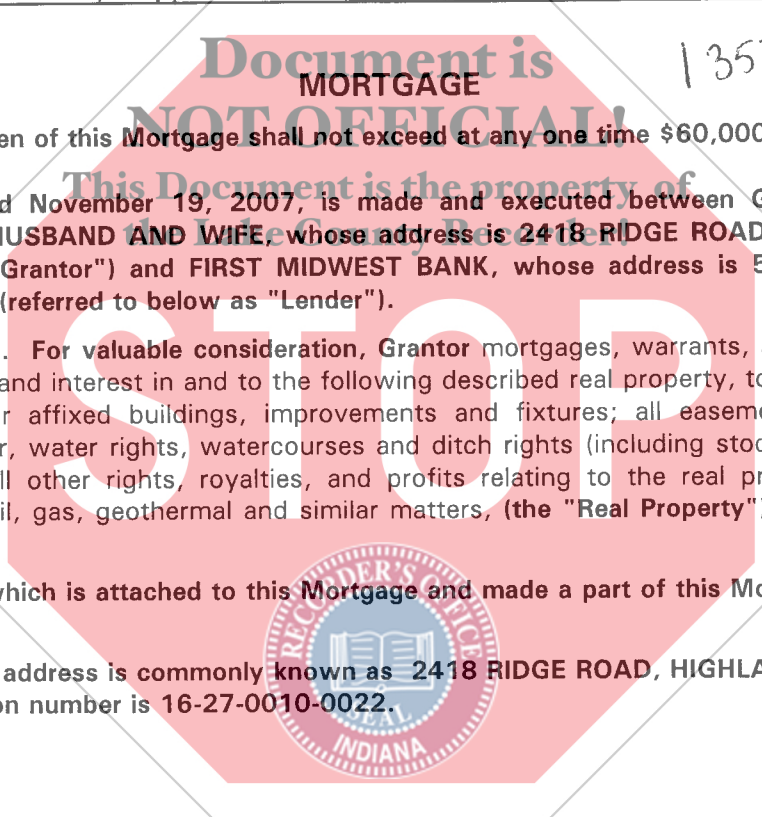 Document is
MORTGAGE
135
NOT OFFICIAL!
en of this Mortgage shall not exceed at any one time $60,000
This Document is the property of
d November 19, 2007, is made and executed between G
the Lake County Recorder!
HUSBAND AND WIFE, whose address is 2418 RIDGE ROAD
Grantor") and FIRST MIDWEST BANK, whose address is 5
(referred to below as "Lender").
STOP
. For valuable consideration, Grantor mortgages, warrants,
and interest in and to the following described real property, to
r affixed buildings, improvements and fixtures; all easeme
r, water rights, watercourses and ditch rights (including stoc
ll other rights, royalties, and profits relating to the real pr
il, gas, geothermal and similar matters, (the "Real Property")
which is attached to this Mortgage and made a part of this Mo
RECORDER'S OFFICE
address is commonly known as 2418 RIDGE ROAD, HIGHLA
on number is 16-27-0010-0022.
SEAL
INDIANA